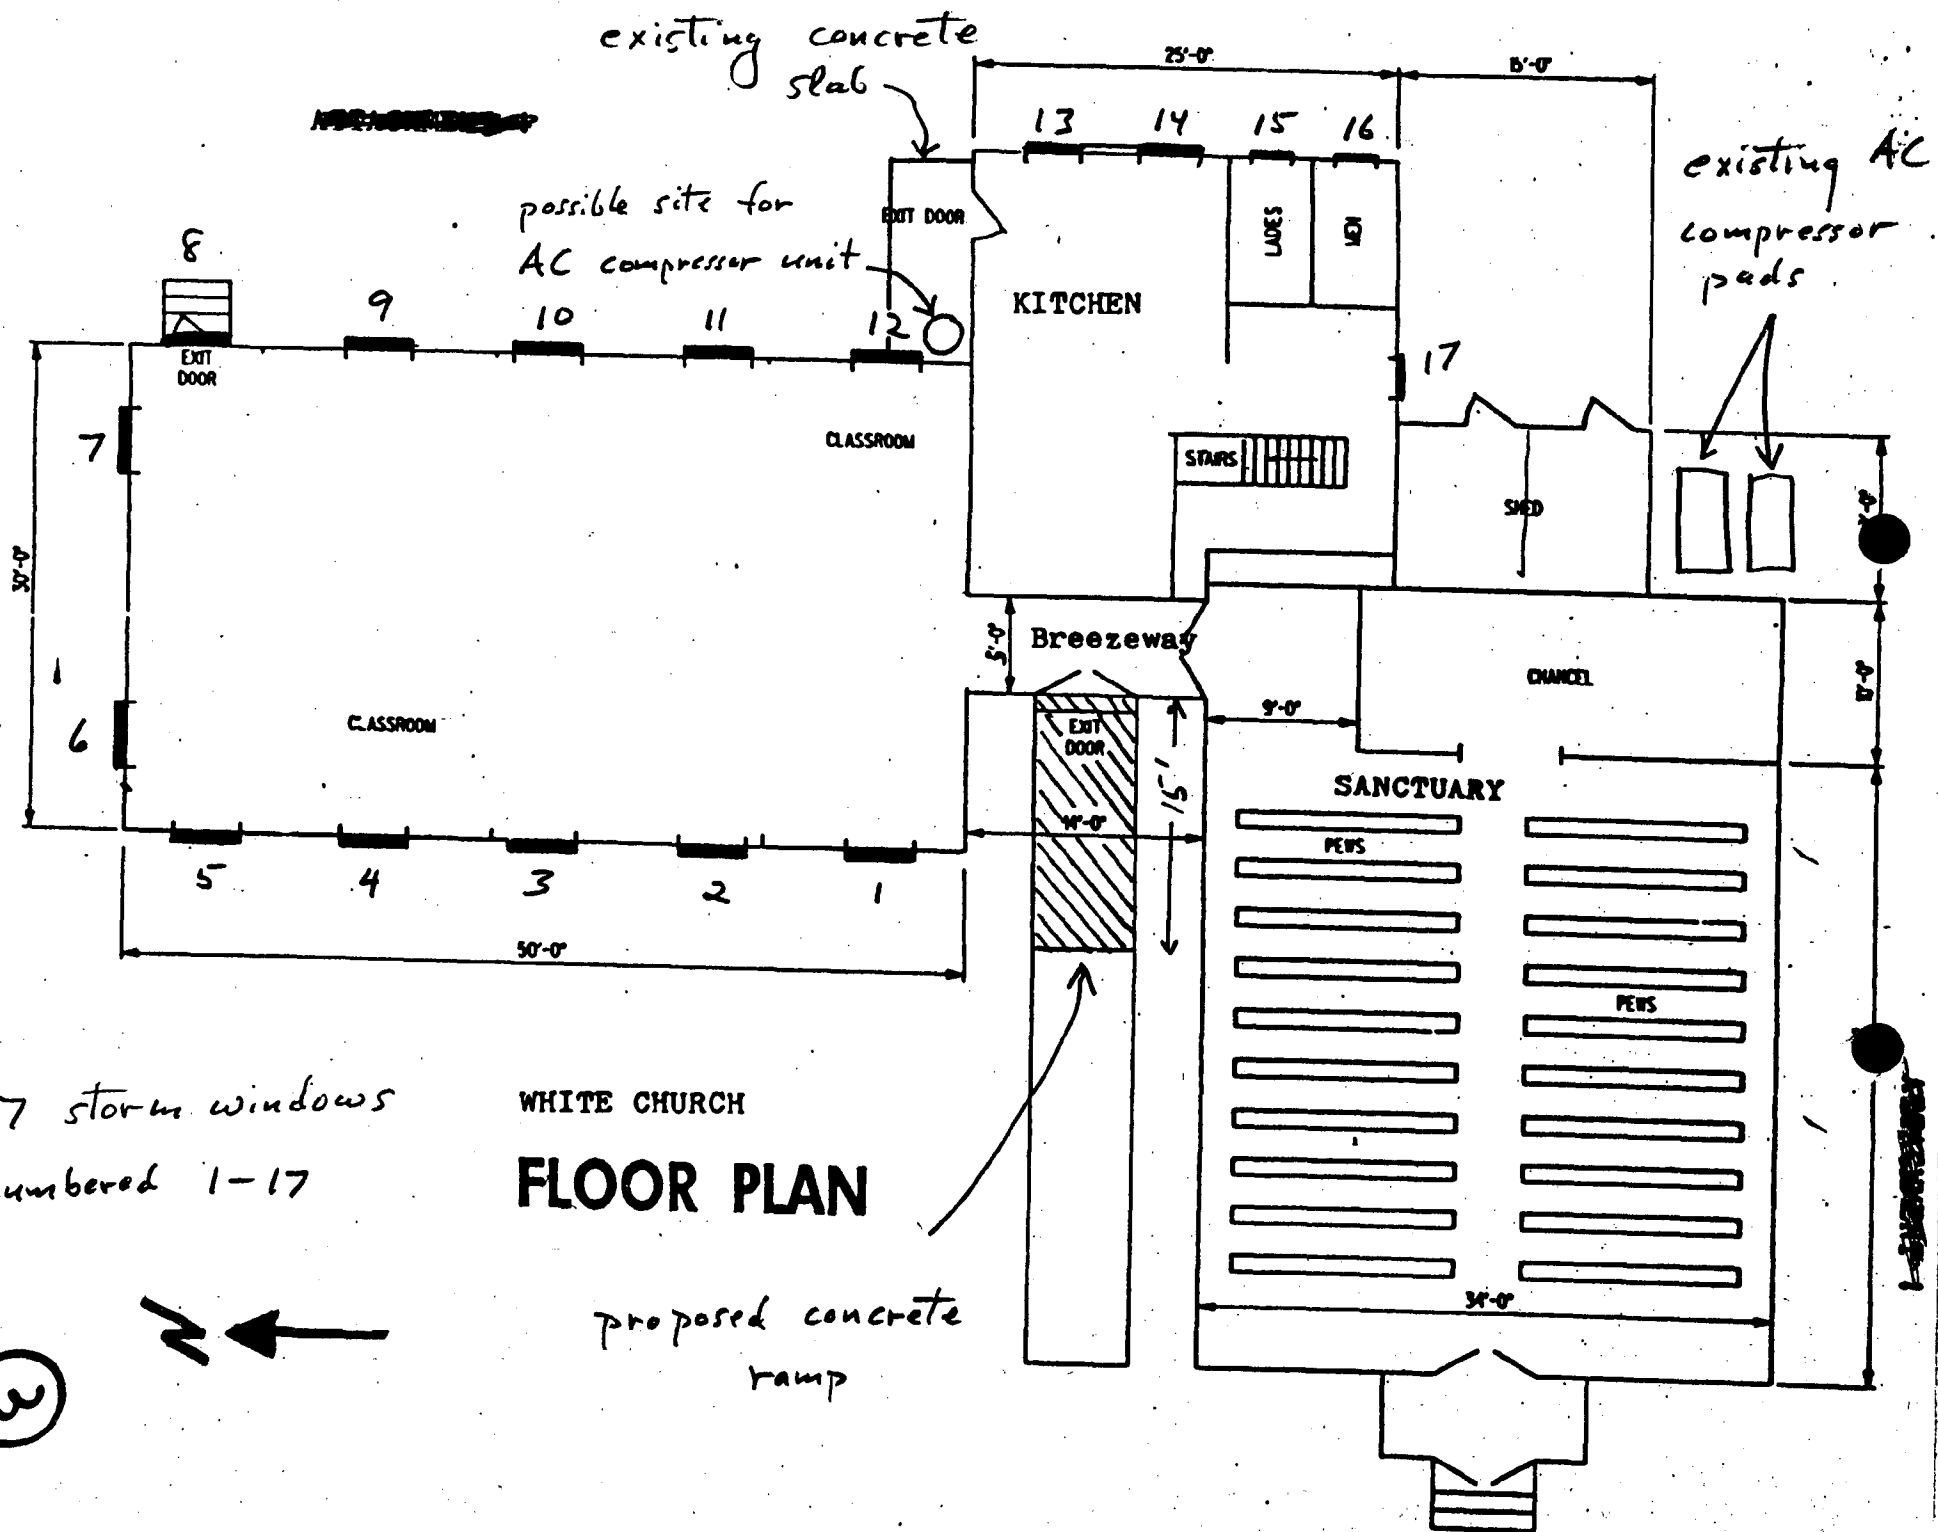 existing concrete
slab
25'-0"
15'-0"
13
14
15
16
existing AC
compressor
pads
possible site for
AC compressor unit
EXIT DOOR
LADIES
MEN
KITCHEN
8
9
10
11
12
17
EXIT
DOOR
7
CLASSROOM
STAIRS
SHED
30'-0"
5'-0"
Breezeway
CHANCEL
9'-0"
6
CLASSROOM
EXIT
DOOR
15'
SANCTUARY
14'-0"
PEWS
5
4
3
2
1
50'-0"
PEWS
7 storm windows
umbered 1-17
WHITE CHURCH
FLOOR PLAN
proposed concrete
ramp
34'-0"
N